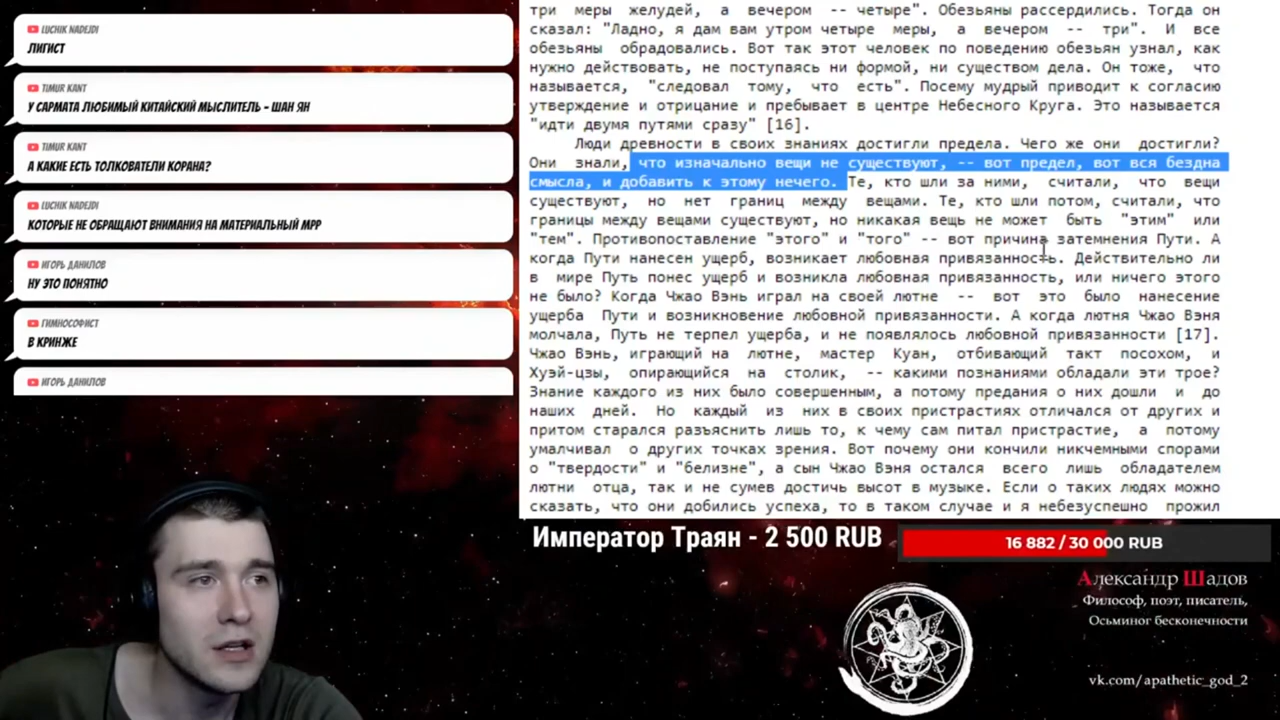 LUCHIK NADEJDI
ЛИГИСТ
TIMUR KANT
У САРМАТА ЛЮБИМЫЙ КИТАЙСКИЙ МЫСЛИТЕЛЬ - ШАН ЯН
TIMUR KANT
А КАКИЕ ЕСТЬ ТОЛКОВАТЕЛИ КОРАНА?
LUCHIK NADEJDI
КОТОРЫЕ НЕ ОБРАЩАЮТ ВНИМАНИЯ НА МАТЕРИАЛЬНЫЙ МРР
ИГОРЬ ДАНИЛОВ
НУ ЭТО ПОНЯТНО
ГИМНОСОФИСТ
В КРИНЖЕ
ИГОРЬ ДАНИЛОВ
три меры желудей, а вечером -- четыре". Обезьяны рассердились. Тогда он
сказал: "Ладно, я дам вам утром четыре меры, а вечером -- три". И все
обезьяны обрадовались. Вот так этот человек по поведению обезьян узнал, как
нужно действовать, не поступаясь ни формой, ни существом дела. Он тоже, что
называется, "следовал тому, что есть". Посему мудрый приводит к согласию
утверждение и отрицание и пребывает в центре Небесного Круга. Это называется
"идти двумя путями сразу" [16].
Люди древности в своих знаниях достигли предела. Чего же они достигли?
Они знали, что изначально вещи не существуют, -- вот предел, вот вся бездна
смысла, и добавить к этому нечего. Те, кто шли за ними, считали, что вещи
существуют, но нет границ между вещами. Те, кто шли потом, считали, что
границы между вещами существуют, но никакая вещь не может быть "этим" или
"тем". Противопоставление "этого" и "того" -- вот причина затемнения Пути. А
когда Пути нанесен ущерб, возникает любовная привязанность. Действительно ли
в мире Путь понес ущерб и возникла любовная привязанность, или ничего этого
не было? Когда Чжао Вэнь играл на своей лютне -- вот это было нанесение
ущерба Пути и возникновение любовной привязанности. А когда лютня Чжао Вэня
молчала, Путь не терпел ущерба, и не появлялось любовной привязанности [17].
Чжао Вэнь, играющий на лютне, мастер Куан, отбивающий такт посохом, и
Хуэй-цзы, опирающийся на столик, -- какими познаниями обладали эти трое?
Знание каждого из них было совершенным, а потому предания о них дошли и до
наших дней. Но каждый из них в своих пристрастиях отличался от других и
притом старался разъяснить лишь то, к чему сам питал пристрастие, а потому
умалчивал о других точках зрения. Вот почему они кончили никчемными спорами
о "твердости" и "белизне", а сын Чжао Вэня остался всего лишь обладателем
лютни отца, так и не сумев достичь высот в музыке. Если о таких людях можно
сказать, что они добились успеха, то в таком случае и я небезуспешно прожил
Император Траян - 2 500 RUB
16 882 / 30 000 RUB
Александр Шадов
Философ, поэт, писатель,
Осьминог бесконечности
vk.com/apathetic_god_2